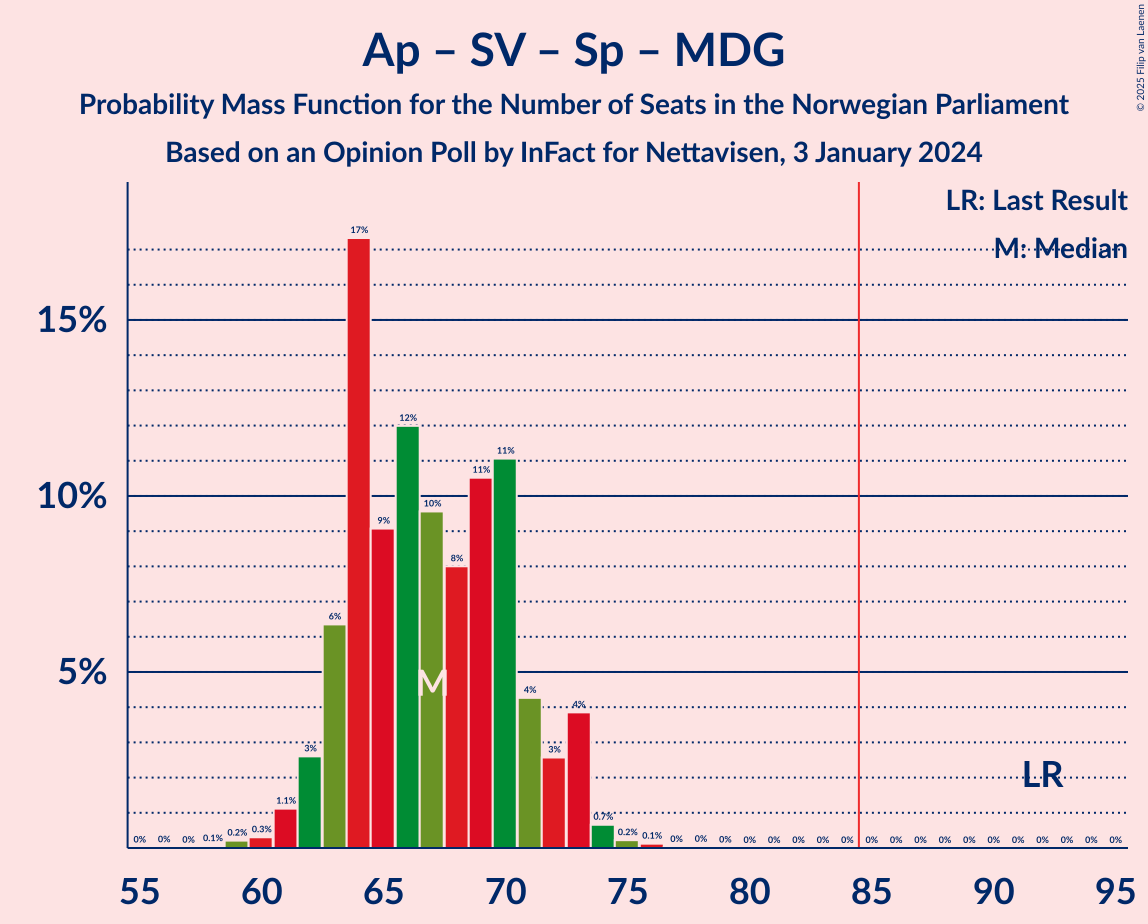 Ap – SV – Sp – MDG
Probability Mass Function for the Number of Seats in the Norwegian Parliament
Based on an Opinion Poll by InFact for Nettavisen, 3 January 2024
© 2025 Filip van Laenen
LR: Last Result
M: Median
15%
10%
5%
0% 0% 0% 0.1% 0.2% 0.3% 1.1% 3% 6% 17% 9% 12% 10% 8% 11% 11% 4% 3% 4% 0.7% 0.2% 0.1% 0% 0% 0% 0% 0% 0% 0% 0% 0% 0% 0% 0% 0% 0% 0% 0% 0% 0% 0%
M
LR
55 60 65 70 75 80 85 90 95